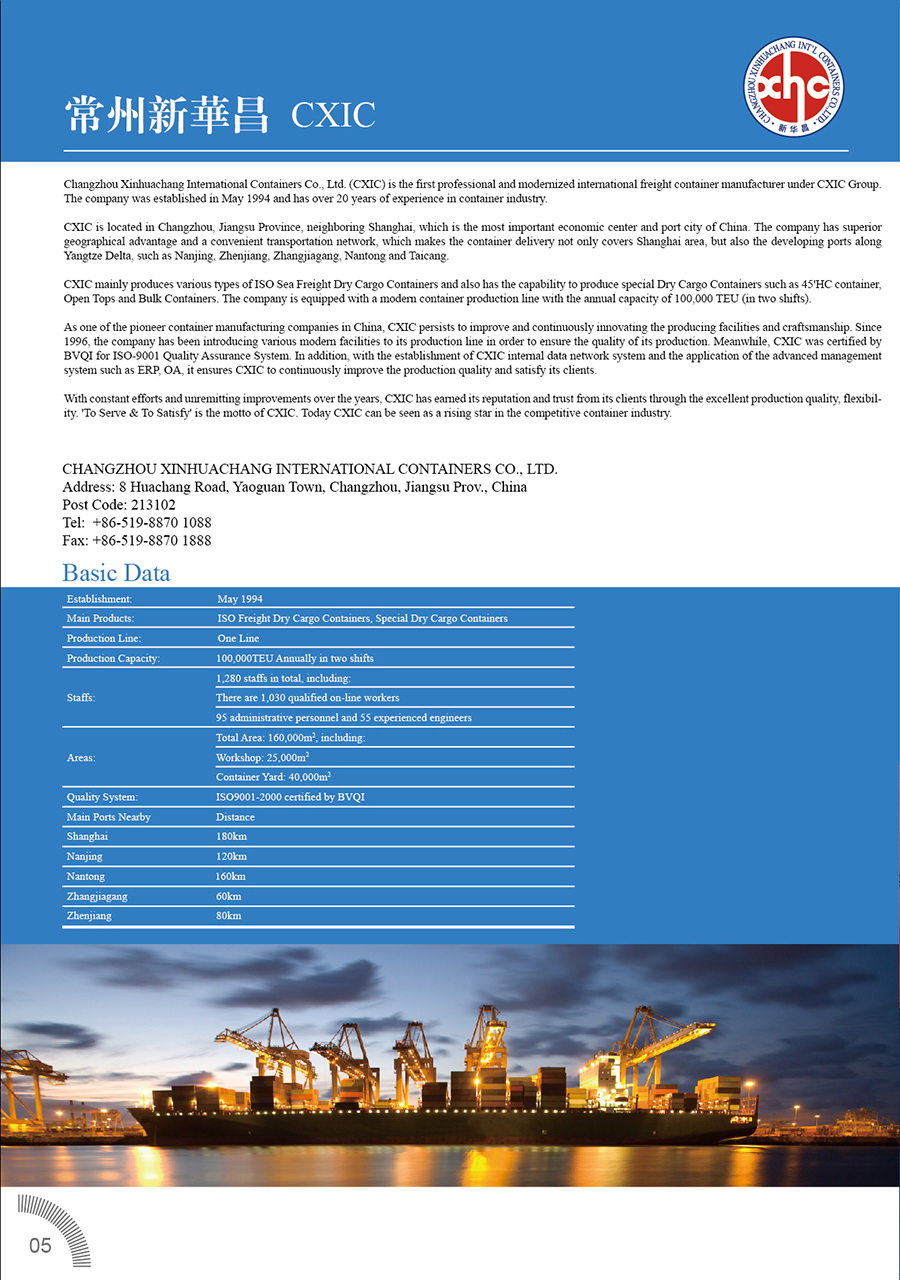 常州新華昌 CXIC
CHANGZHOU XINHUACHANG INT'L CONTAINERS CO.,LTD.
xhc
新华昌
Changzhou Xinhuachang International Containers Co., Ltd. (CXIC) is the first professional and modernized international freight container manufacturer under CXIC Group.
The company was established in May 1994 and has over 20 years of experience in container industry.
CXIC is located in Changzhou, Jiangsu Province, neighboring Shanghai, which is the most important economic center and port city of China. The company has superior
geographical advantage and a convenient transportation network, which makes the container delivery not only covers Shanghai area, but also the developing ports along
Yangtze Delta, such as Nanjing, Zhenjiang, Zhangjiagang, Nantong and Taicang.
CXIC mainly produces various types of ISO Sea Freight Dry Cargo Containers and also has the capability to produce special Dry Cargo Containers such as 45'HC container,
Open Tops and Bulk Containers. The company is equipped with a modern container production line with the annual capacity of 100,000 TEU (in two shifts).
As one of the pioneer container manufacturing companies in China, CXIC persists to improve and continuously innovating the producing facilities and craftsmanship. Since
1996, the company has been introducing various modern facilities to its production line in order to ensure the quality of its production. Meanwhile, CXIC was certified by
BVQI for ISO-9001 Quality Assurance System. In addition, with the establishment of CXIC internal data network system and the application of the advanced management
system such as ERP, OA, it ensures CXIC to continuously improve the production quality and satisfy its clients.
With constant efforts and unremitting improvements over the years, CXIC has earned its reputation and trust from its clients through the excellent production quality, flexibil-
ity. 'To Serve & To Satisfy' is the motto of CXIC. Today CXIC can be seen as a rising star in the competitive container industry.
CHANGZHOU XINHUACHANG INTERNATIONAL CONTAINERS CO., LTD.
Address: 8 Huachang Road, Yaoguan Town, Changzhou, Jiangsu Prov., China
Post Code: 213102
Tel: +86-519-8870 1088
Fax: +86-519-8870 1888
Basic Data
Establishment: May 1994
Main Products: ISO Freight Dry Cargo Containers, Special Dry Cargo Containers
Production Line: One Line
Production Capacity: 100,000TEU Annually in two shifts
1,280 staffs in total, including:
Staffs: There are 1,030 qualified on-line workers
95 administrative personnel and 55 experienced engineers
Total Area: 160,000m², including:
Areas: Workshop: 25,000m²
Container Yard: 40,000m²
Quality System: ISO9001-2000 certified by BVQI
Main Ports Nearby Distance
Shanghai 180km
Nanjing 120km
Nantong 160km
Zhangjiagang 60km
Zhenjiang 80km
05